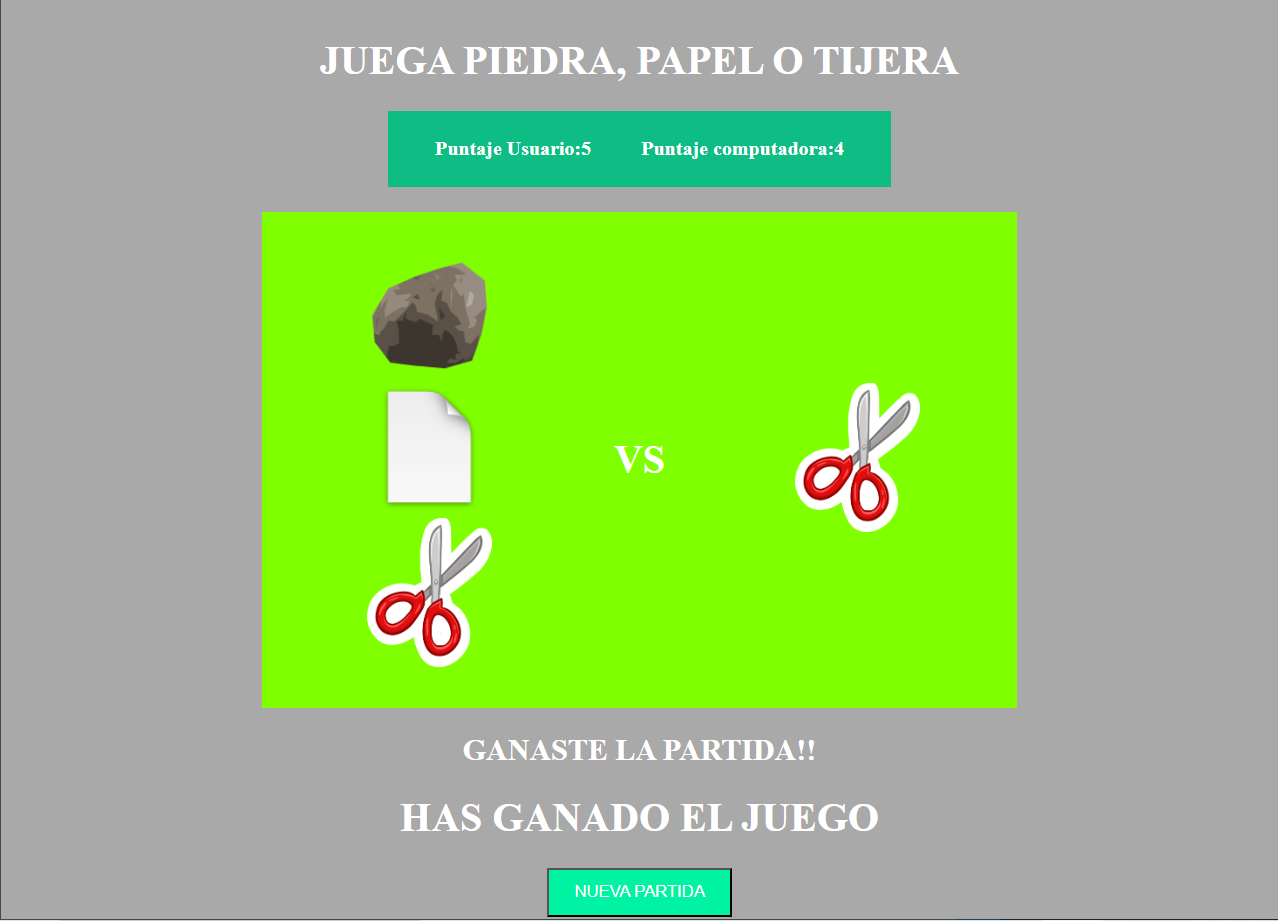 JUEGA PIEDRA, PAPEL O TIJERA
Puntaje Usuario:5 Puntaje computadora:4
VS
GANASTE LA PARTIDA!!
HAS GANADO EL JUEGO
NUEVA PARTIDA